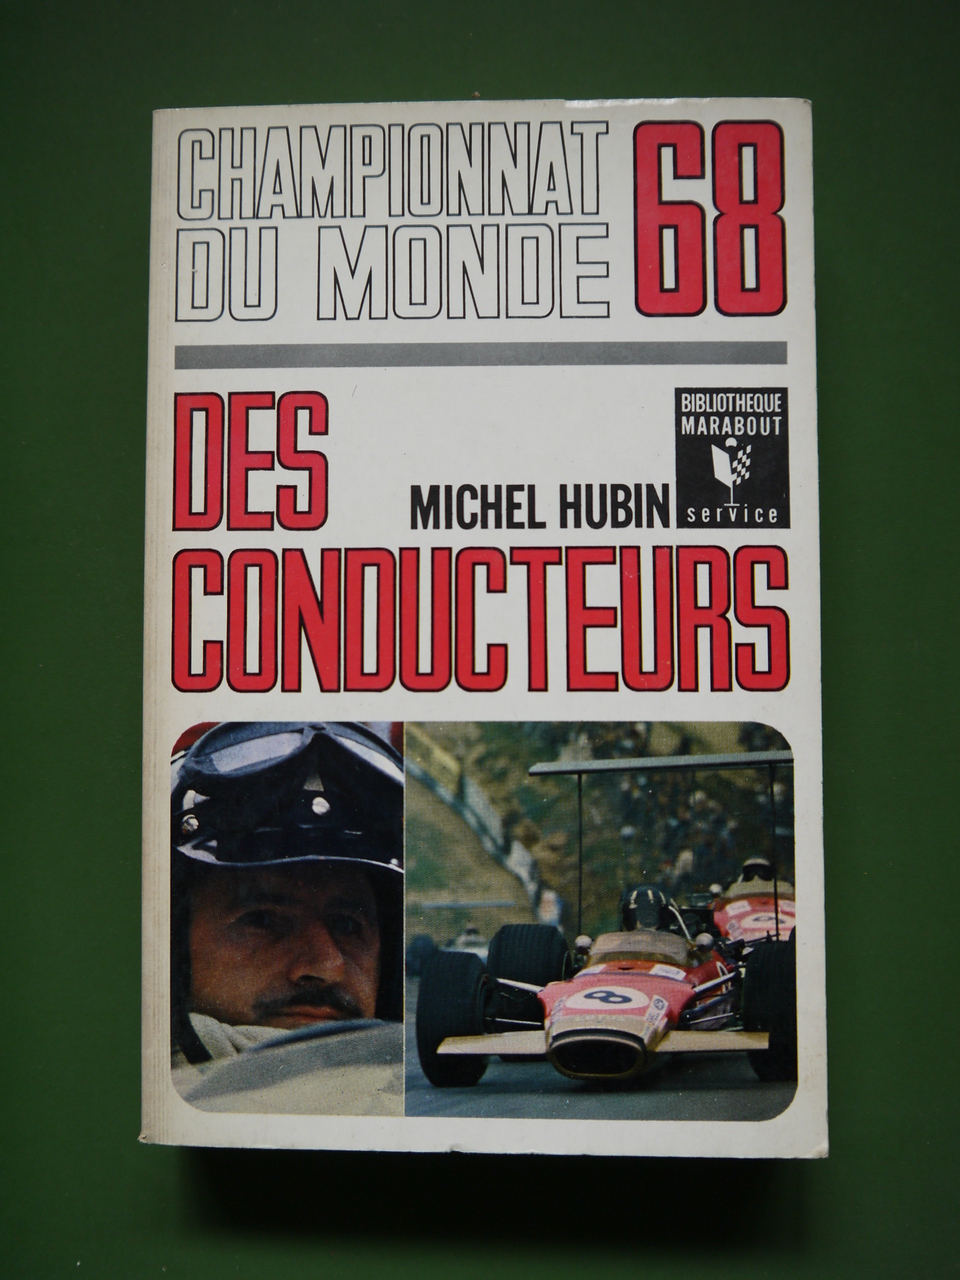 CHAMPIONNAT
DU MONDE
68
DES
BIBLIOTHEQUE
MARABOUT
service
MICHEL HUBIN
CONDUCTEURS
8